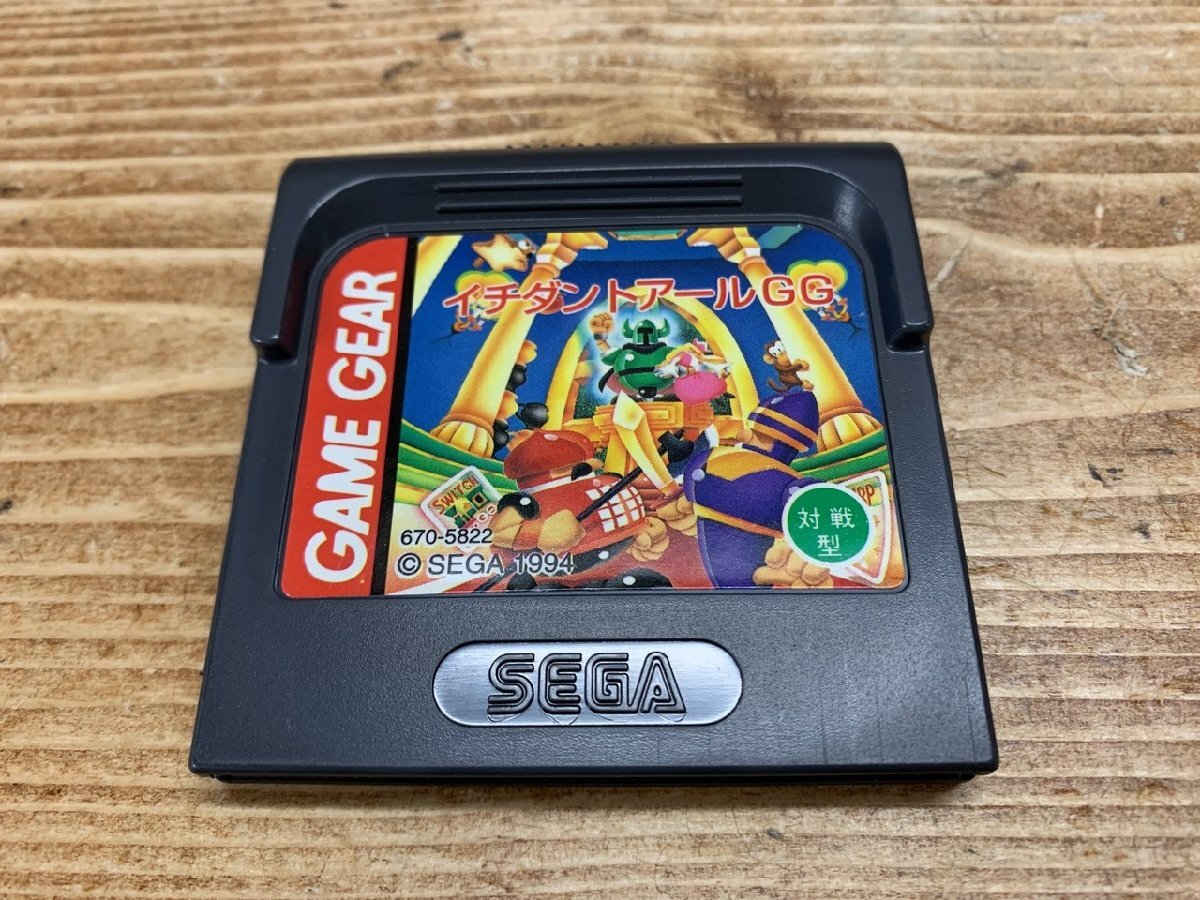 GAME GEAR
イチダントアールGG
SWITCH
670-5822
© SEGA 1994
対戦
型
SEGA